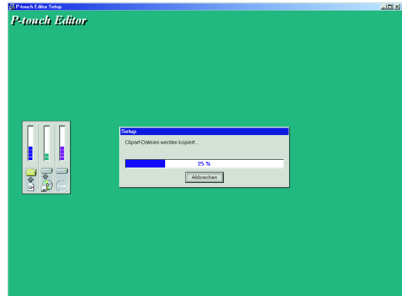 P-touch Editor Setup
P-touch Editor
Setup
Clipart-Dateien werden kopiert...
25 %
Abbrechen